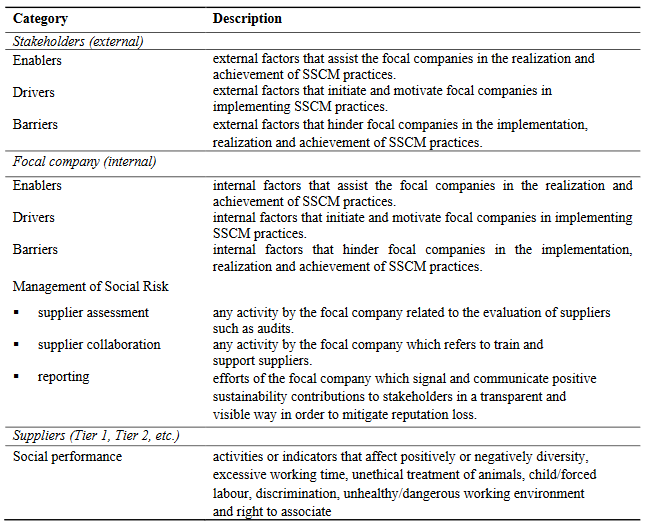 Category Description
Stakeholders (external)
Enablers external factors that assist the focal companies in the realization and
achievement of SSCM practices.
Drivers external factors that initiate and motivate focal companies in
implementing SSCM practices.
Barriers external factors that hinder focal companies in the implementation,
realization and achievement of SSCM practices.
Focal company (internal)
Enablers internal factors that assist the focal companies in the realization and
achievement of SSCM practices.
Drivers internal factors that initiate and motivate focal companies in implementing
SSCM practices.
Barriers internal factors that hinder focal companies in the implementation,
realization and achievement of SSCM practices.
Management of Social Risk
▪ supplier assessment any activity by the focal company related to the evaluation of suppliers
such as audits.
▪ supplier collaboration any activity by the focal company which refers to train and
support suppliers.
▪ reporting efforts of the focal company which signal and communicate positive
sustainability contributions to stakeholders in a transparent and
visible way in order to mitigate reputation loss.
Suppliers (Tier 1, Tier 2, etc.)
Social performance activities or indicators that affect positively or negatively diversity,
excessive working time, unethical treatment of animals, child/forced
labour, discrimination, unhealthy/dangerous working environment
and right to associate